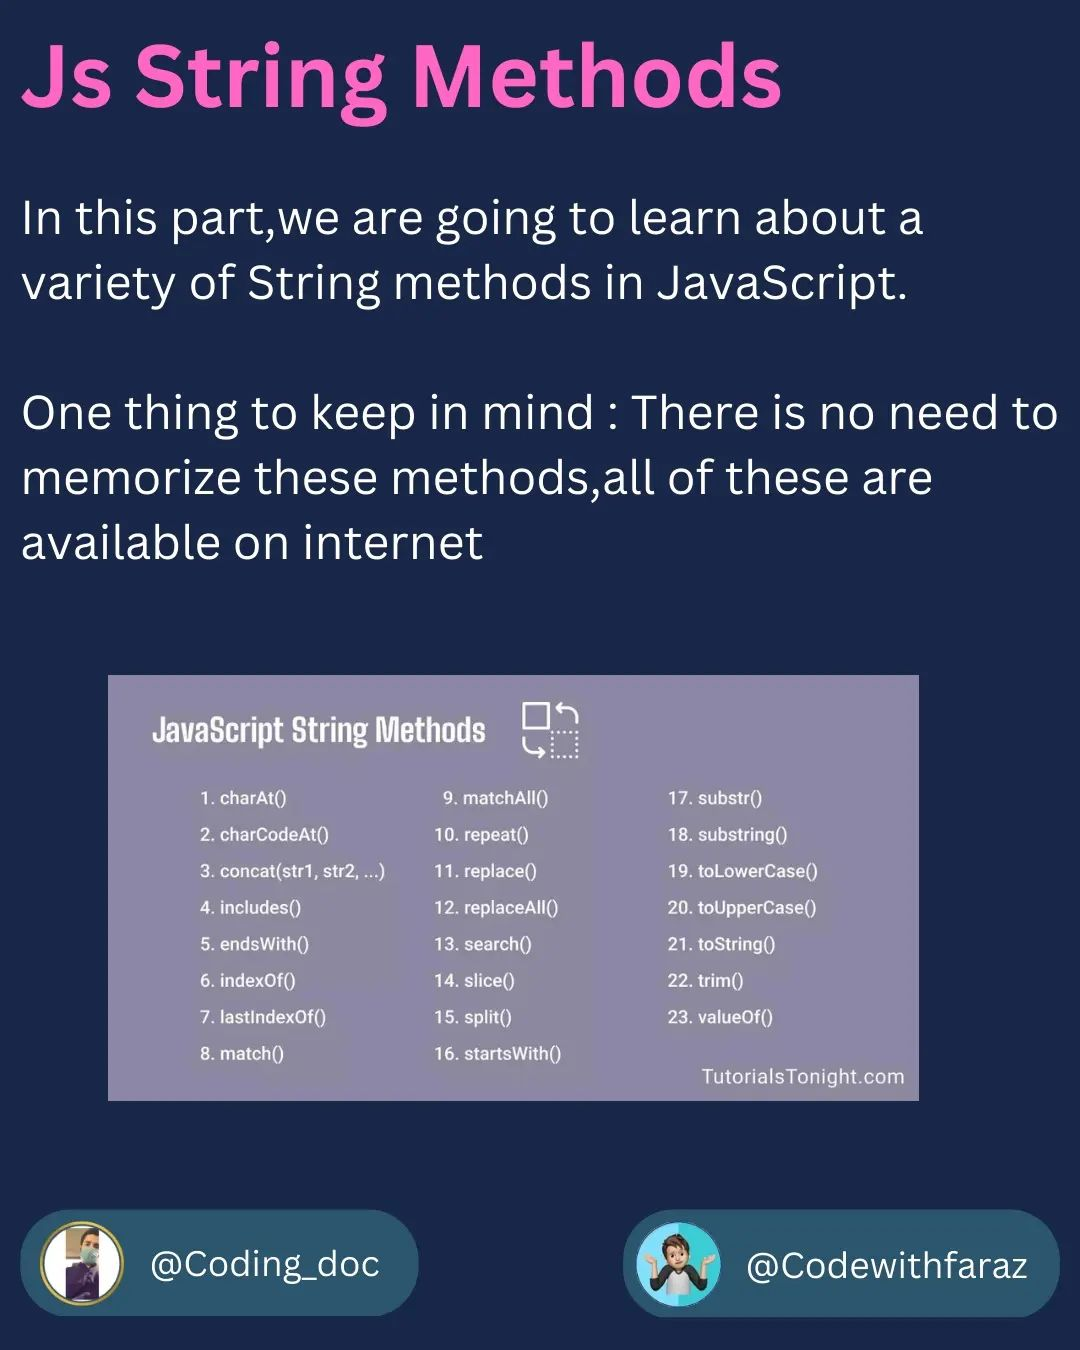 Js String Methods
In this part,we are going to learn about a
variety of String methods in JavaScript.
One thing to keep in mind : There is no need to
memorize these methods,all of these are
available on internet
JavaScript String Methods
1. charAt()
2. charCodeAt()
3. concat(str1, str2, ...)
4. includes()
5. endsWith()
6. indexOf()
7. lastIndexOf()
8. match()
9. matchAll()
10. repeat()
11. replace()
12. replaceAll()
13. search()
14. slice()
15. split()
16. startsWith()
17. substr()
18. substring()
19. toLowerCase()
20. toUpperCase()
21. toString()
22. trim()
23. valueOf()
TutorialsTonight.com
@Coding_doc
@Codewithfaraz